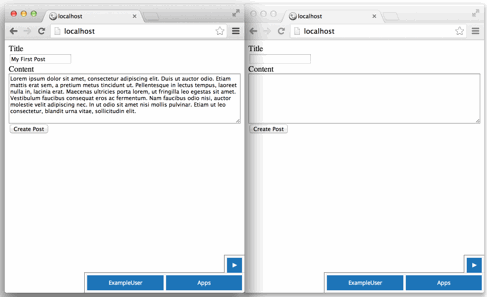 localhost
localhost
Title
My First Post
Content
Lorem ipsum dolor sit amet, consectetur adipiscing elit. Duis ut auctor odio. Etiam
mattis erat sem, a pretium metus tincidunt ut. Pellentesque in lectus tempus, laoreet
nulla in, lacinia erat. Maecenas ultricies porta lorem, ut fringilla leo egestas sit amet.
Vestibulum faucibus consequat eros ac fermentum. Nam faucibus odio nisi, auctor
molestie velit adipiscing nec. In ut odio sit amet nisi mollis pulvinar. Etiam ut leo
consectetur, blandit urna vitae, sollicitudin elit.
Create Post
ExampleUser
Apps
localhost
localhost
Title
Content
Create Post
ExampleUser
Apps